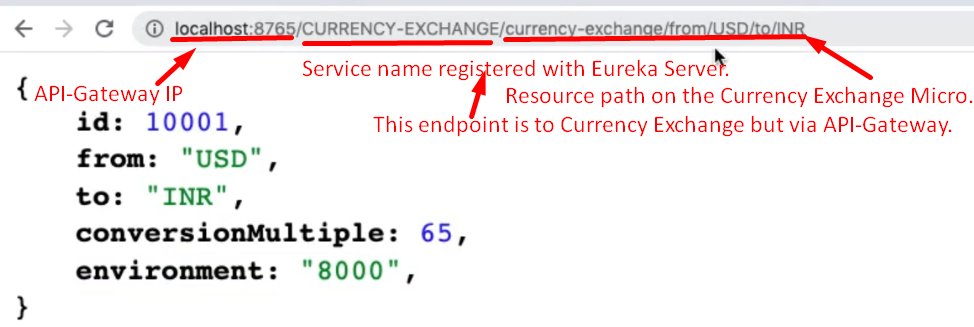 localhost:8765/CURRENCY-EXCHANGE/currency-exchange/from/USD/to/INR
Service name registered with Eureka Server.
{
API-Gateway IP
Resource path on the Currency Exchange Micro.
id: 10001,
This endpoint is to Currency Exchange but via API-Gateway.
from: "USD",
to: "INR",
conversionMultiple: 65,
environment: "8000",
}